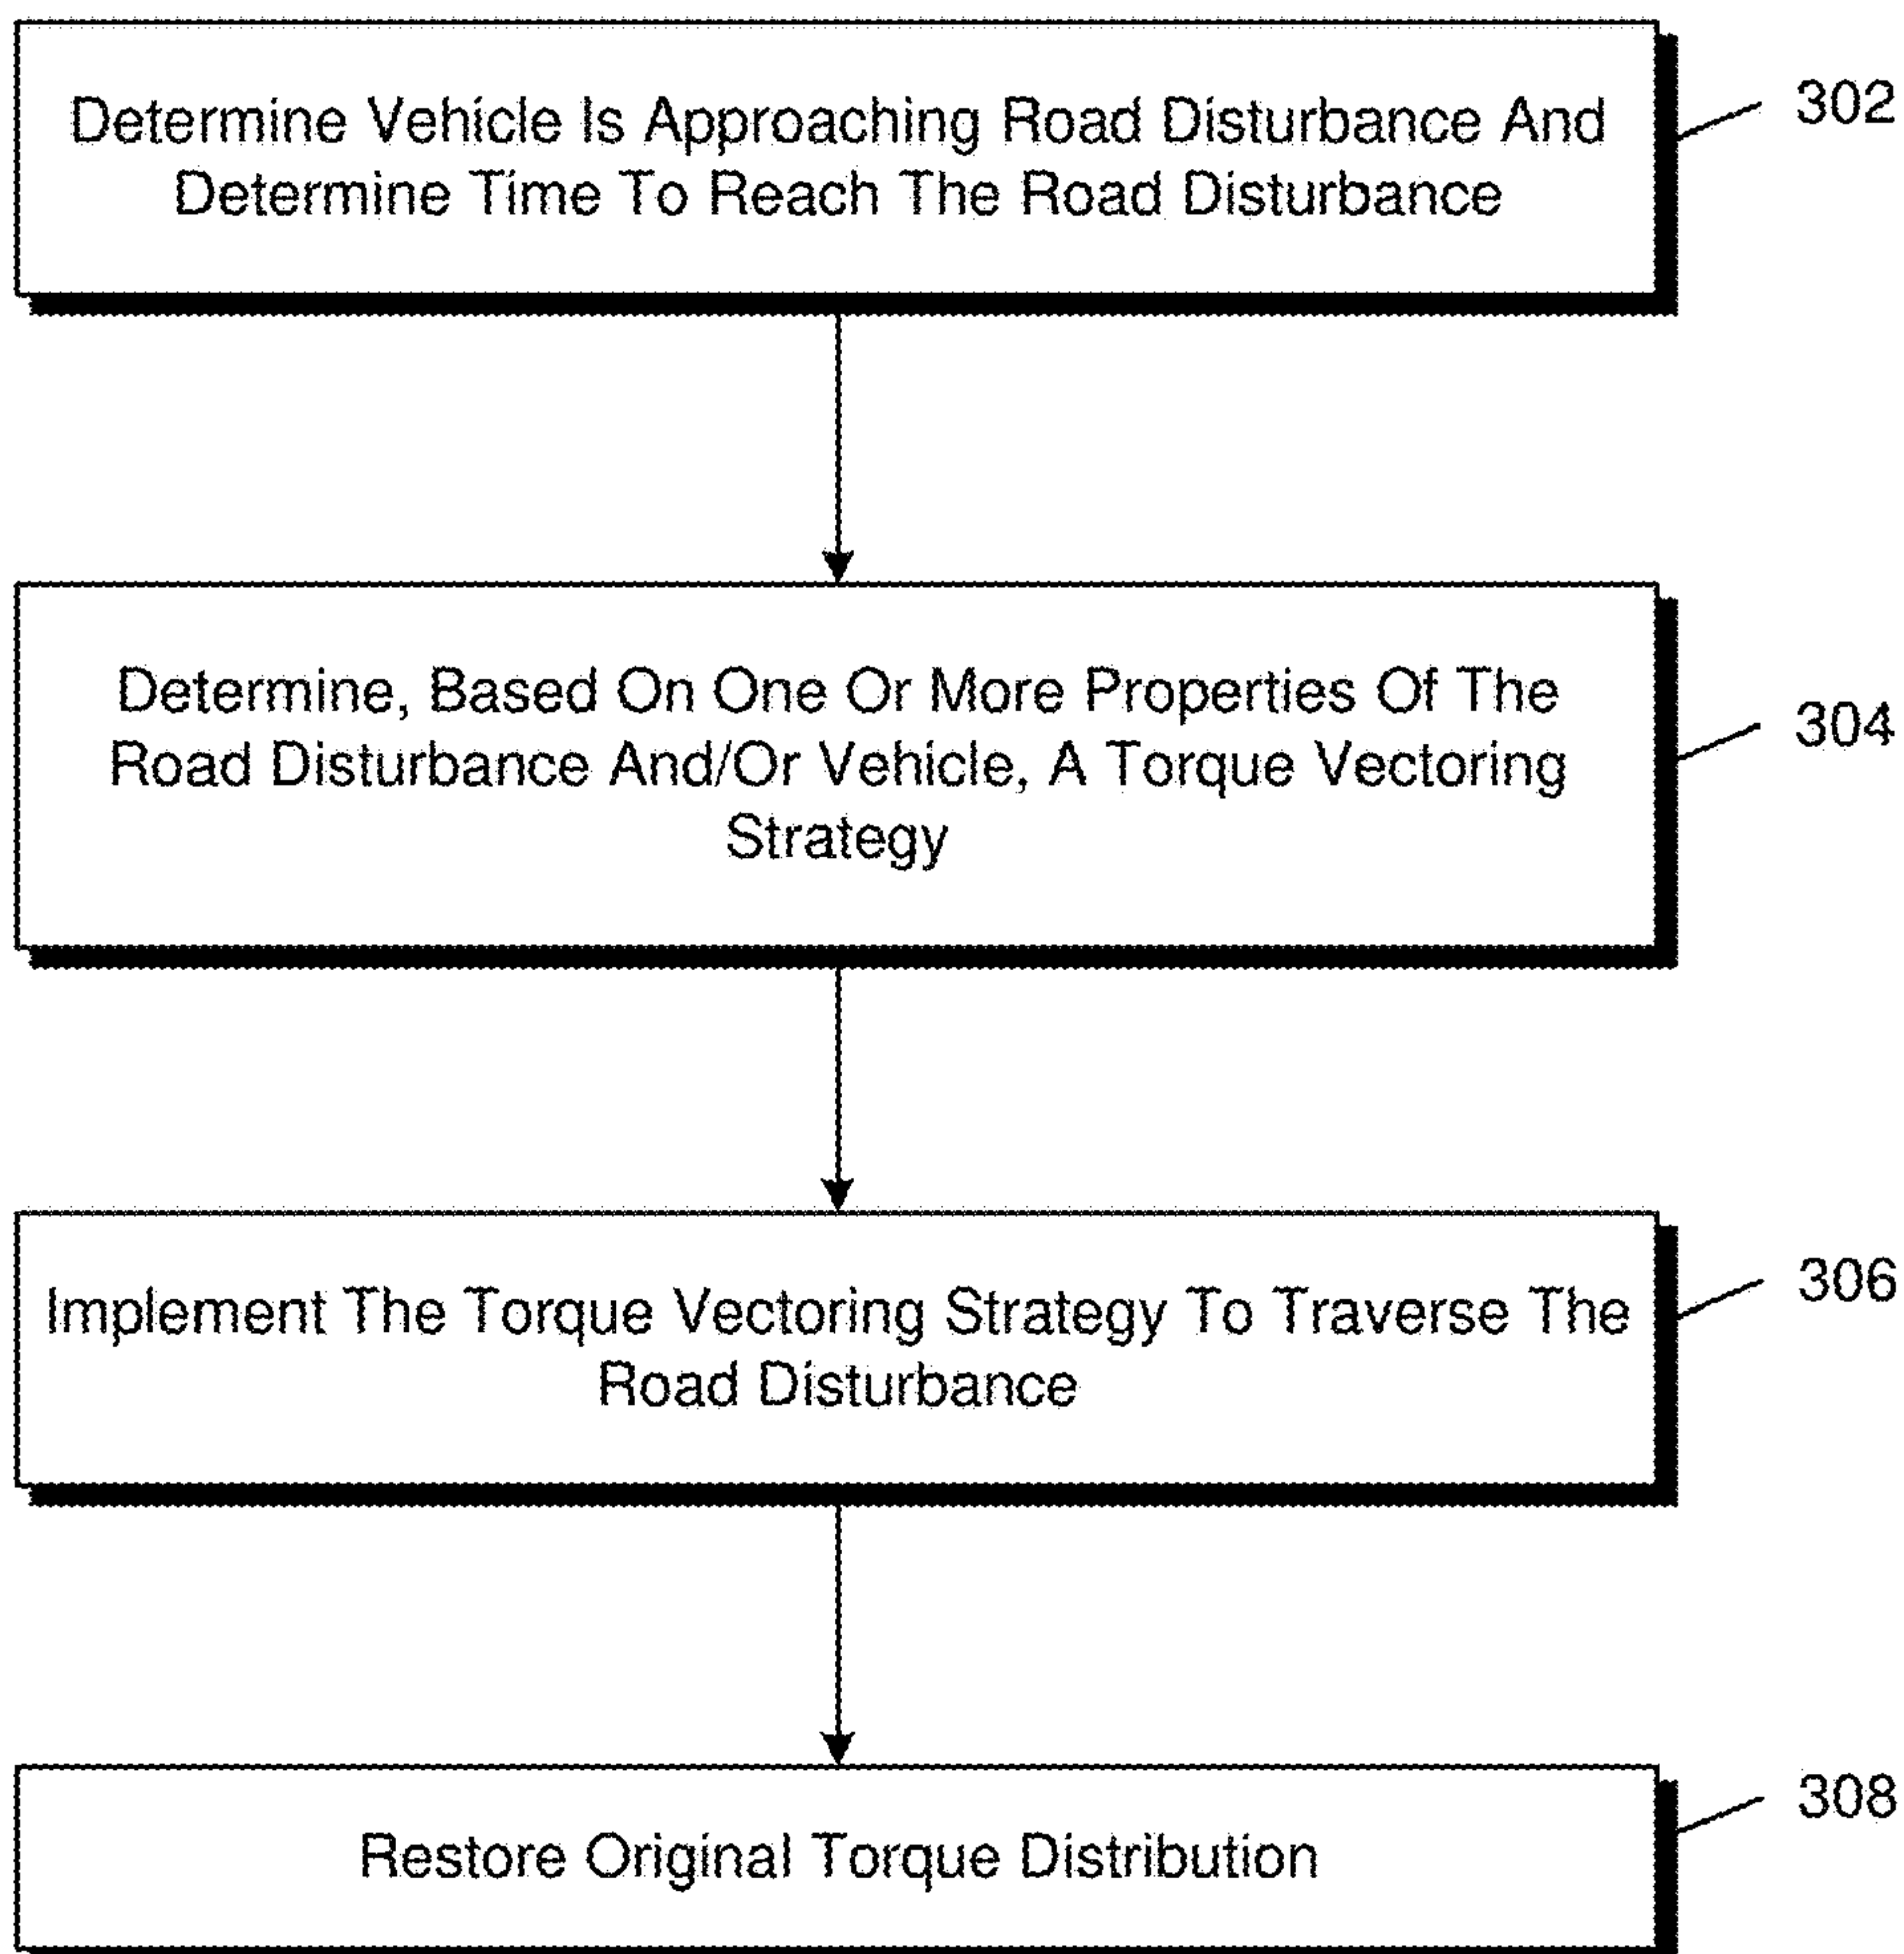 Determine Vehicle Is Approaching Road Disturbance And
Determine Time To Reach The Road Disturbance
302
Determine, Based On One Or More Properties Of The
Road Disturbance And/Or Vehicle, A Torque Vectoring
Strategy
304
Implement The Torque Vectoring Strategy To Traverse The
Road Disturbance
306
Restore Original Torque Distribution
308